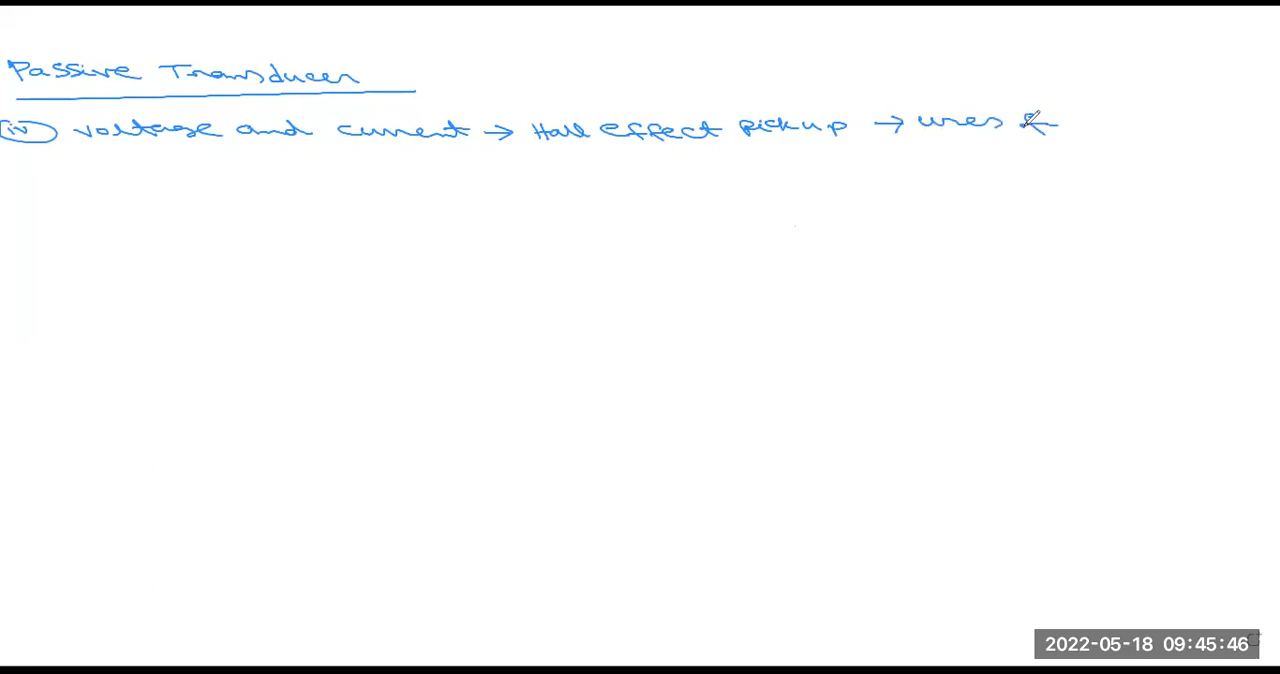 Passive Transducer
(iv) voltage and current → Hall effect pickup → uses ←
2022-05-18 09:45:46